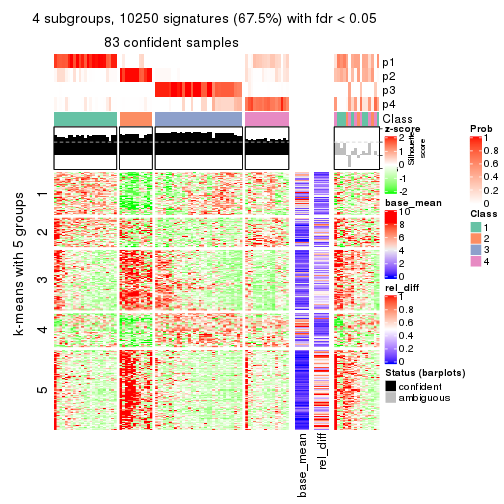 4 subgroups, 10250 signatures (67.5%) with fdr < 0.05
83 confident samples
p1
p2
p3
p4
Class
z-score
2
1
0
-1
-2
Silhouette
score
Prob
1
0.8
0.6
0.4
0.2
0
base_mean
10
8
6
4
2
0
Class
1
2
3
4
rel_diff
1
0.8
0.6
0.4
0.2
0
Status (barplots)
confident
ambiguous
k-means with 5 groups
1
2
3
4
5
base_mean
rel_diff